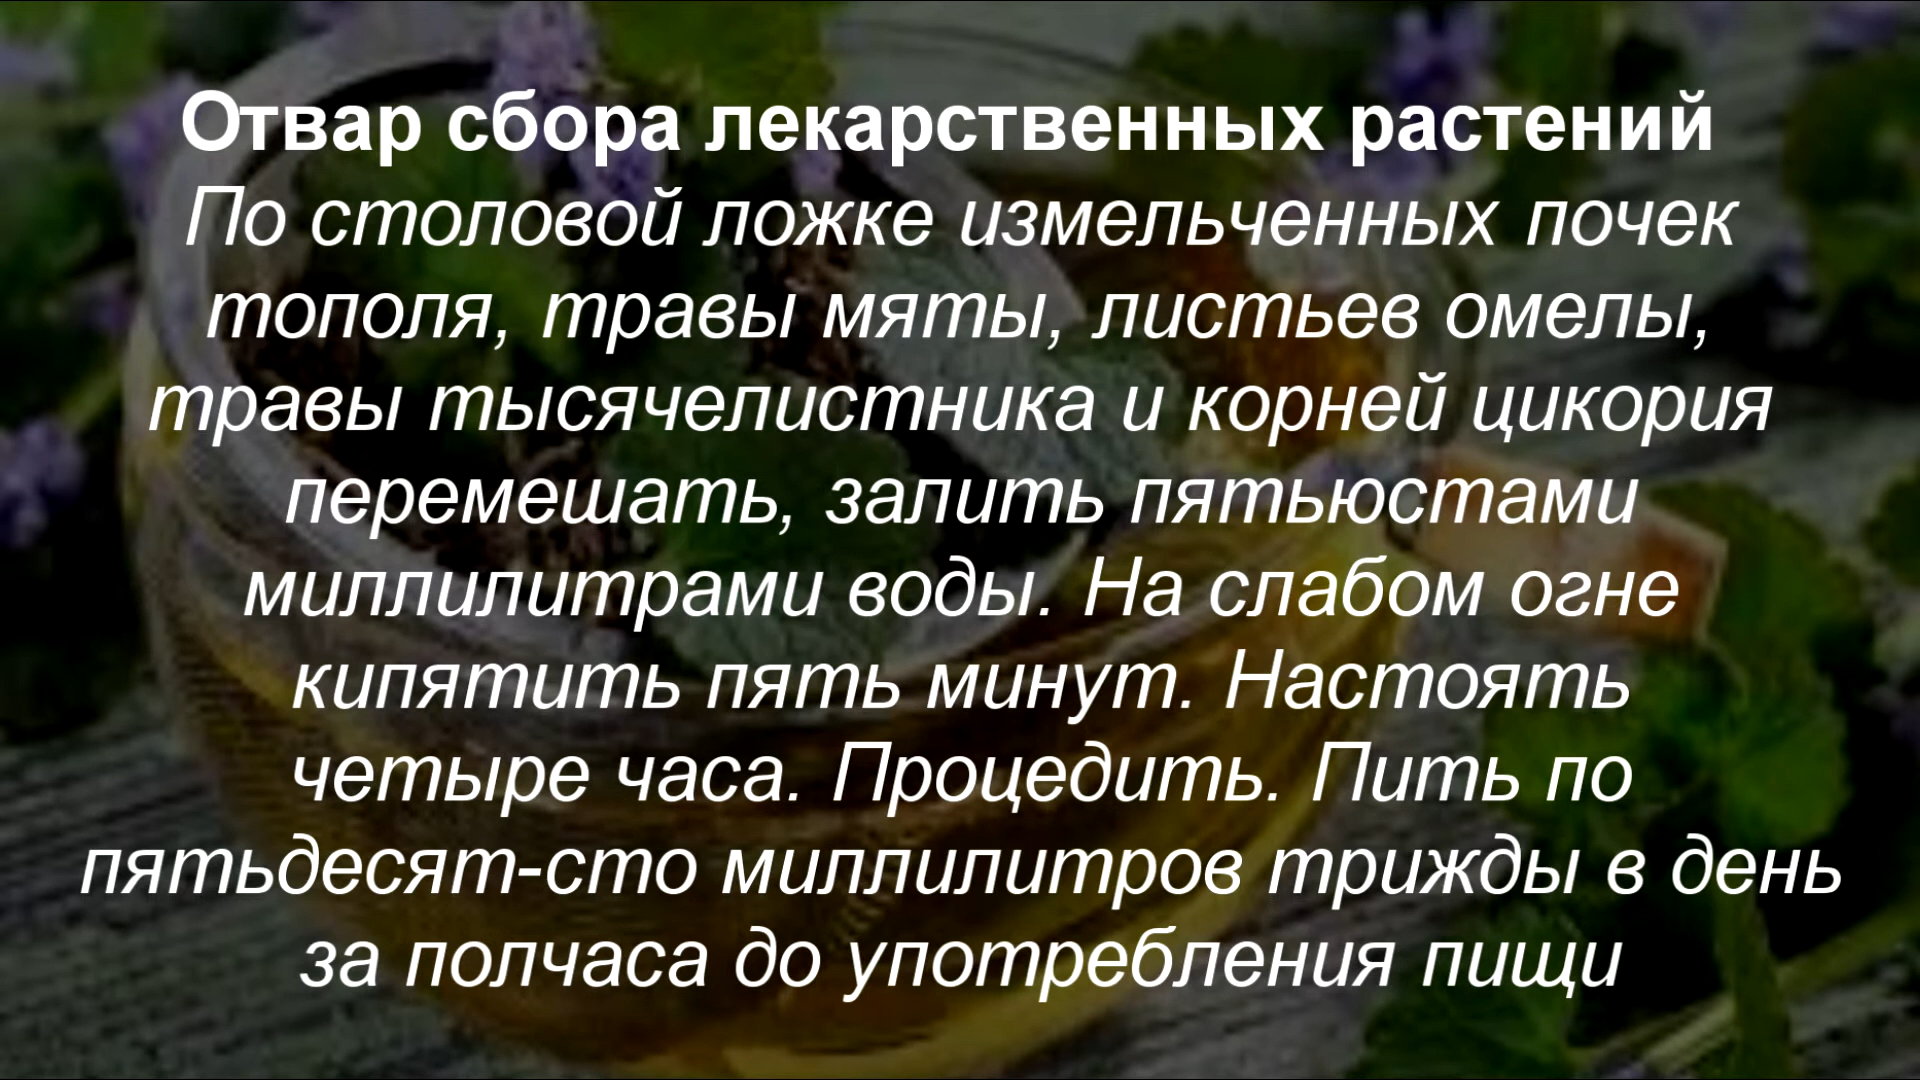 Отвар сбора лекарственных растений
По столовой ложке измельченных почек
тополя, травы мяты, листьев омелы,
травы тысячелистника и корней цикория
перемешать, залить пятьюстами
миллилитрами воды. На слабом огне
кипятить пять минут. Настоять
четыре часа. Процедить. Пить по
пятьдесят-сто миллилитров трижды в день
за полчаса до употребления пищи